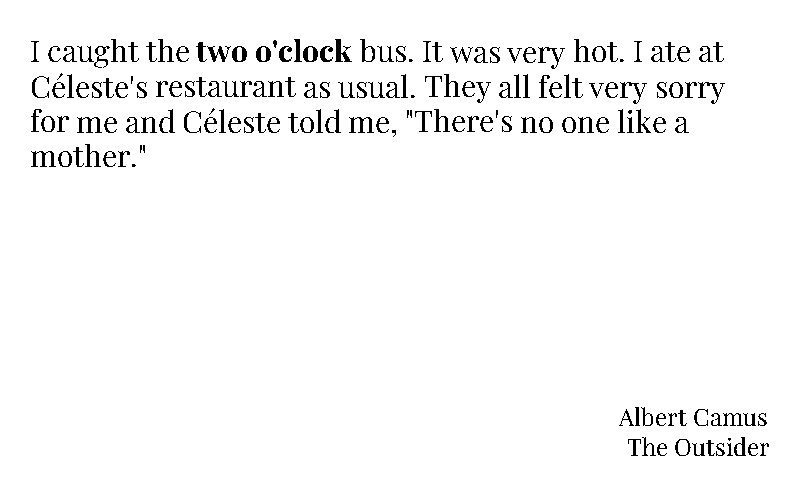 I caught the two o'clock bus. It was very hot. I ate at
Céleste's restaurant as usual. They all felt very sorry
for me and Céleste told me, "There's no one like a
mother."
Albert Camus
The Outsider